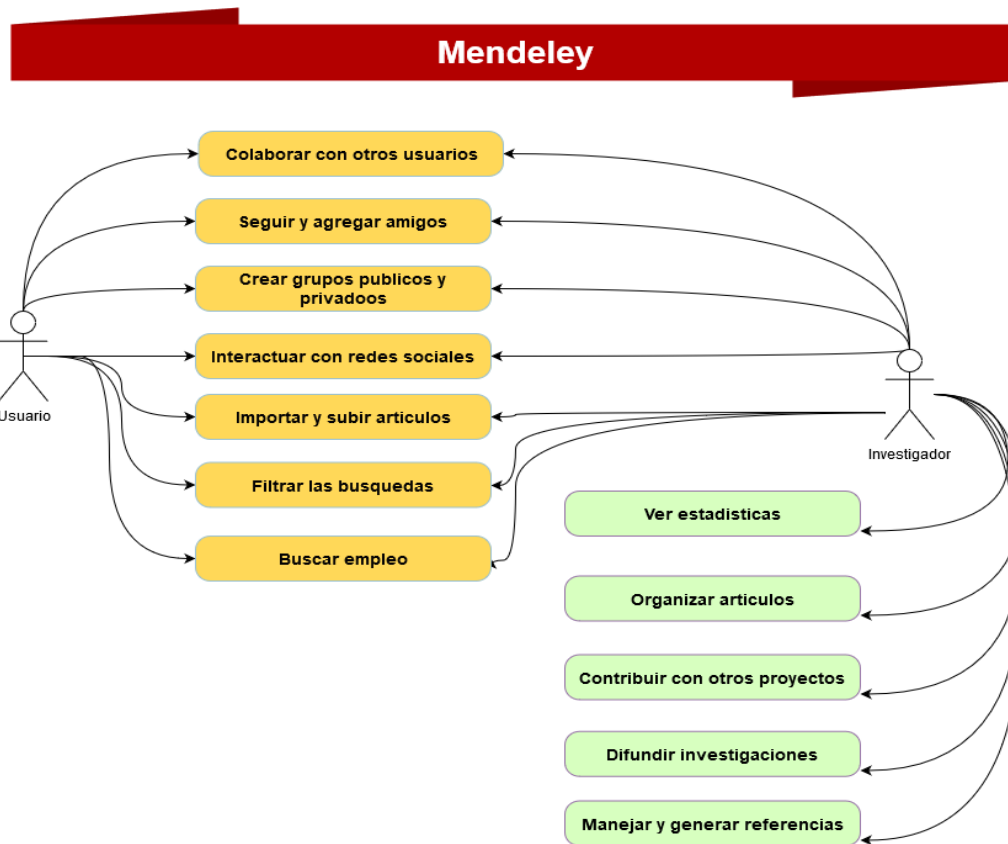 Mendeley
Colaborar con otros usuarios
Seguir y agregar amigos
Crear grupos publicos y
privadoos
Interactuar con redes sociales
Usuario
Importar y subir articulos
Investigador
Filtrar las busquedas
Ver estadisticas
Buscar empleo
Organizar articulos
Contribuir con otros proyectos
Difundir investigaciones
Manejar y generar referencias